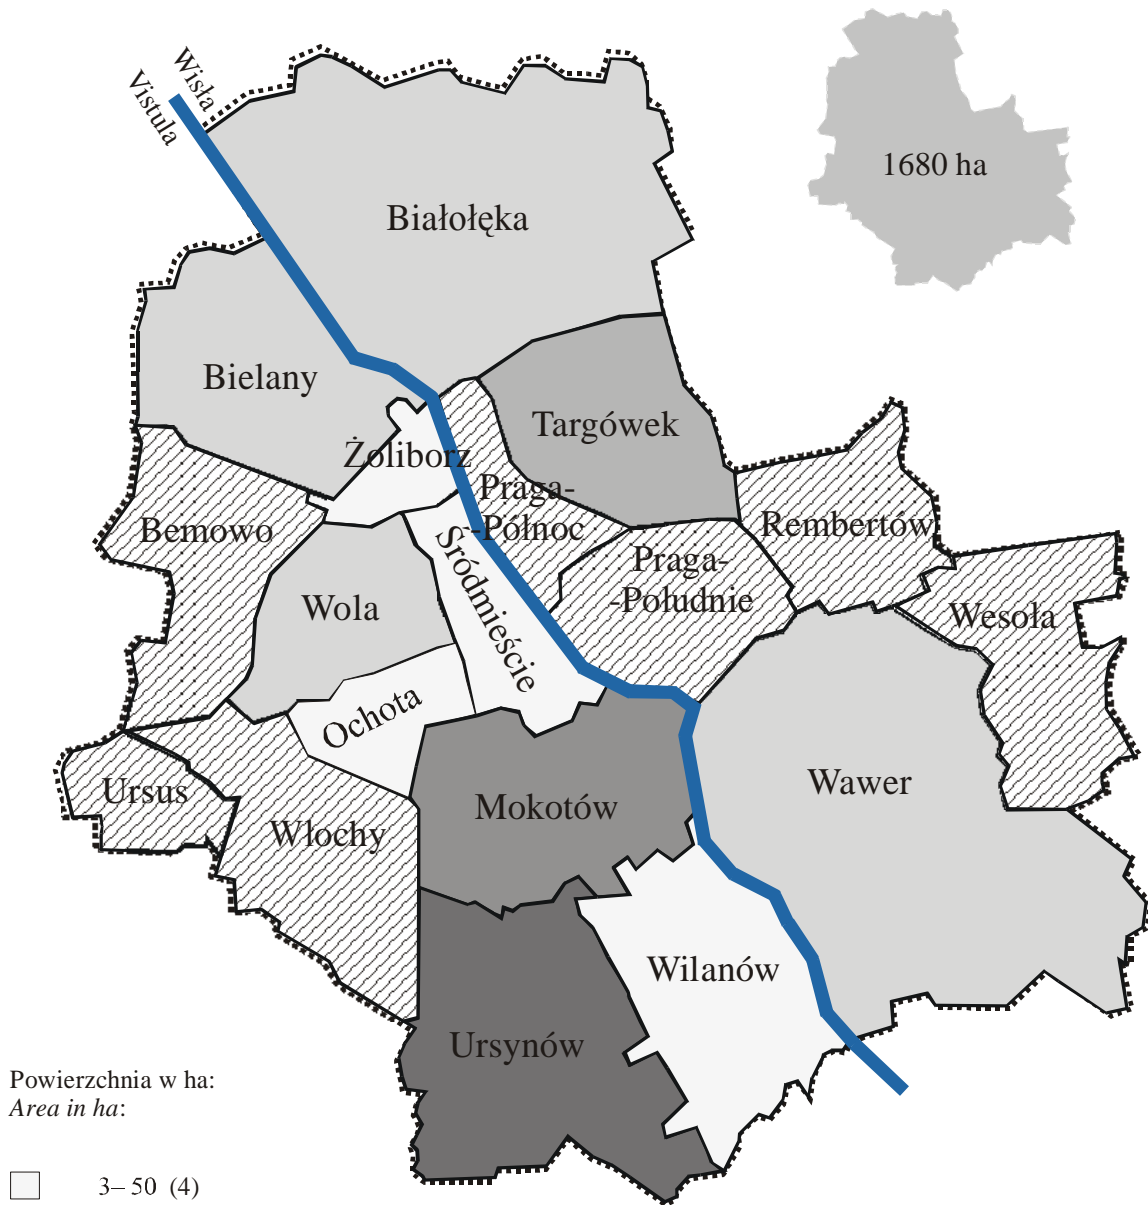 Wisła
Vistula
1680 ha
Białołęka
Bielany
Targówek
Żoliborz
Praga-
-Północ
Rembertów
Bemowo
Śródmieście
Praga-
-Południe
Wola
Wesoła
Ochota
Ursus
Mokotów
Wawer
Włochy
Wilanów
Ursynów
Powierzchnia w ha:
Area in ha:
3– 50 (4)